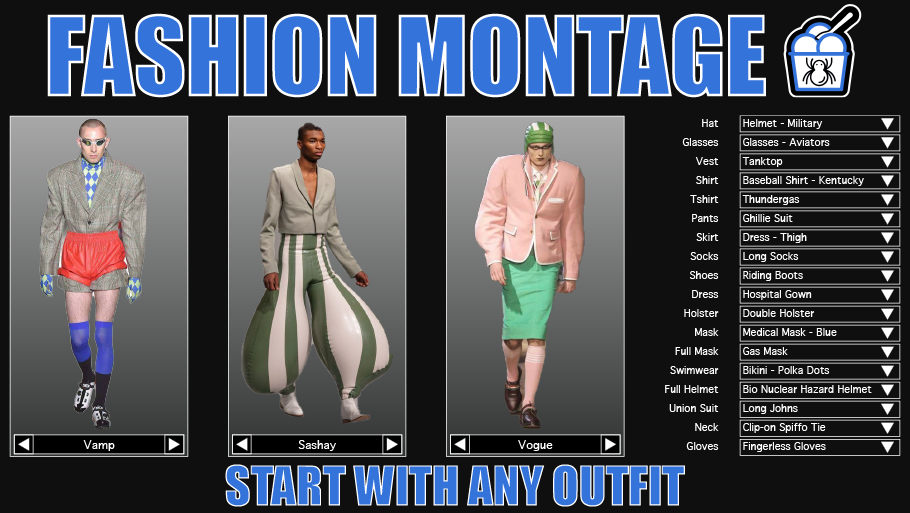 FASHION MONTAGE
Hat Helmet - Military
Glasses Glasses - Aviators
Vest Tanktop
Shirt Baseball Shirt - Kentucky
Tshirt Thundergas
Pants Ghillie Suit
Skirt Dress - Thigh
Socks Long Socks
Shoes Riding Boots
Dress Hospital Gown
Holster Double Holster
Mask Medical Mask - Blue
Full Mask Gas Mask
Swimwear Bikini - Polka Dots
Full Helmet Bio Nuclear Hazard Helmet
Union Suit Long Johns
Neck Clip-on Spiffo Tie
Gloves Fingerless Gloves
Vamp
Sashay
Vogue
START WITH ANY OUTFIT